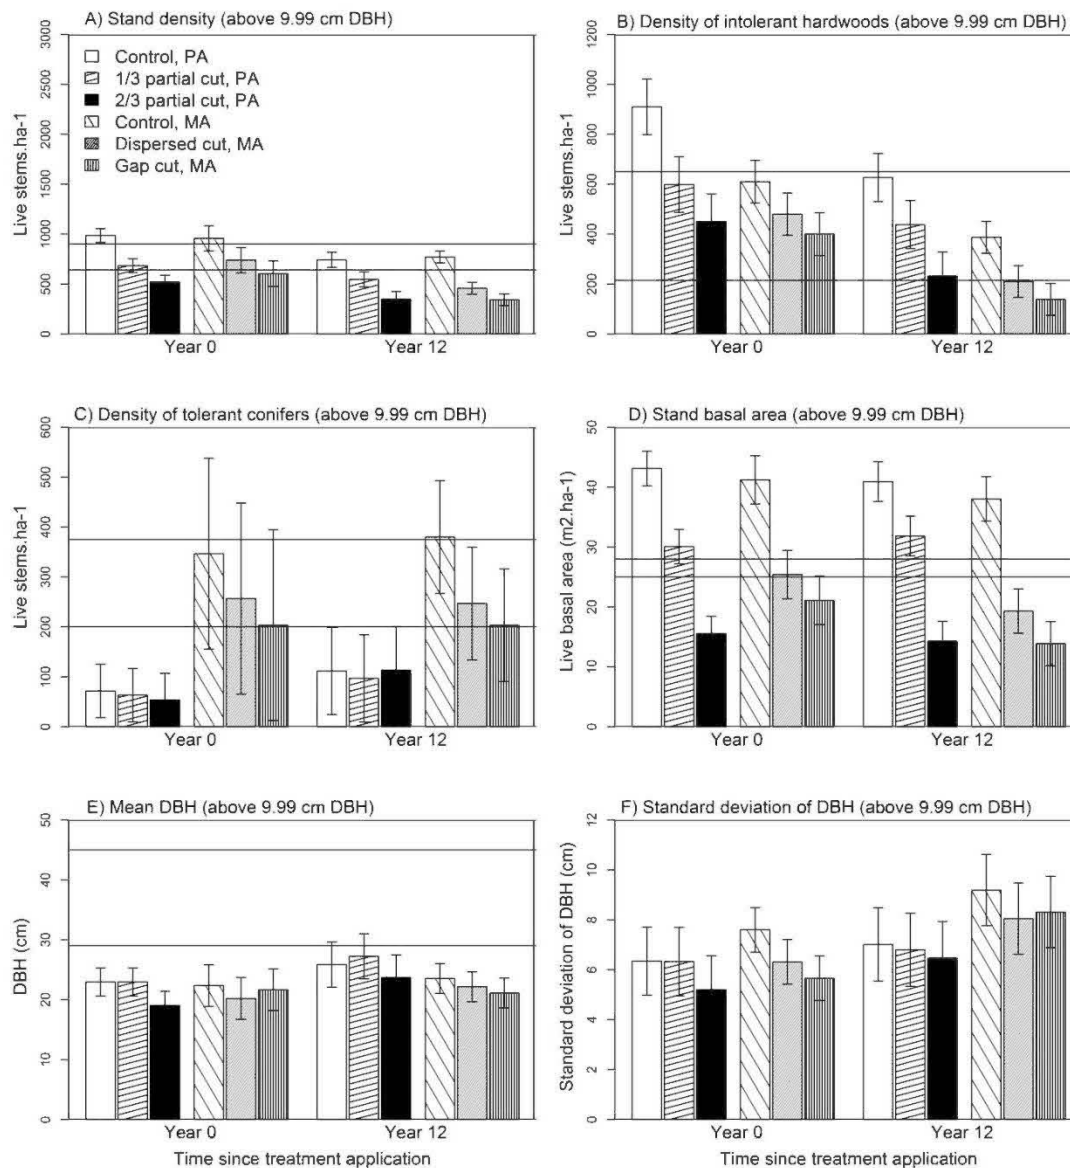 A) Stand density (above 9.99 cm DBH)
Live stems.ha-1
0
500
1000
1500
2000
2500
3000
Control, PA
1/3 partial cut, PA
2/3 partial cut, PA
Control, MA
Dispersed cut, MA
Gap cut, MA
Year 0
Year 12
B) Density of intolerant hardwoods (above 9.99 cm DBH)
Live stems.ha-1
0
200
400
600
800
1000
1200
Year 0
Year 12
C) Density of tolerant conifers (above 9.99 cm DBH)
Live stems.ha-1
0
100
200
300
400
500
600
Year 0
Year 12
D) Stand basal area (above 9.99 cm DBH)
Live basal area (m2.ha-1)
0
10
20
30
40
50
Year 0
Year 12
E) Mean DBH (above 9.99 cm DBH)
DBH (cm)
0
10
20
30
40
50
Year 0
Year 12
Time since treatment application
F) Standard deviation of DBH (above 9.99 cm DBH)
Standard deviation of DBH (cm)
0
2
4
6
8
10
12
Year 0
Year 12
Time since treatment application